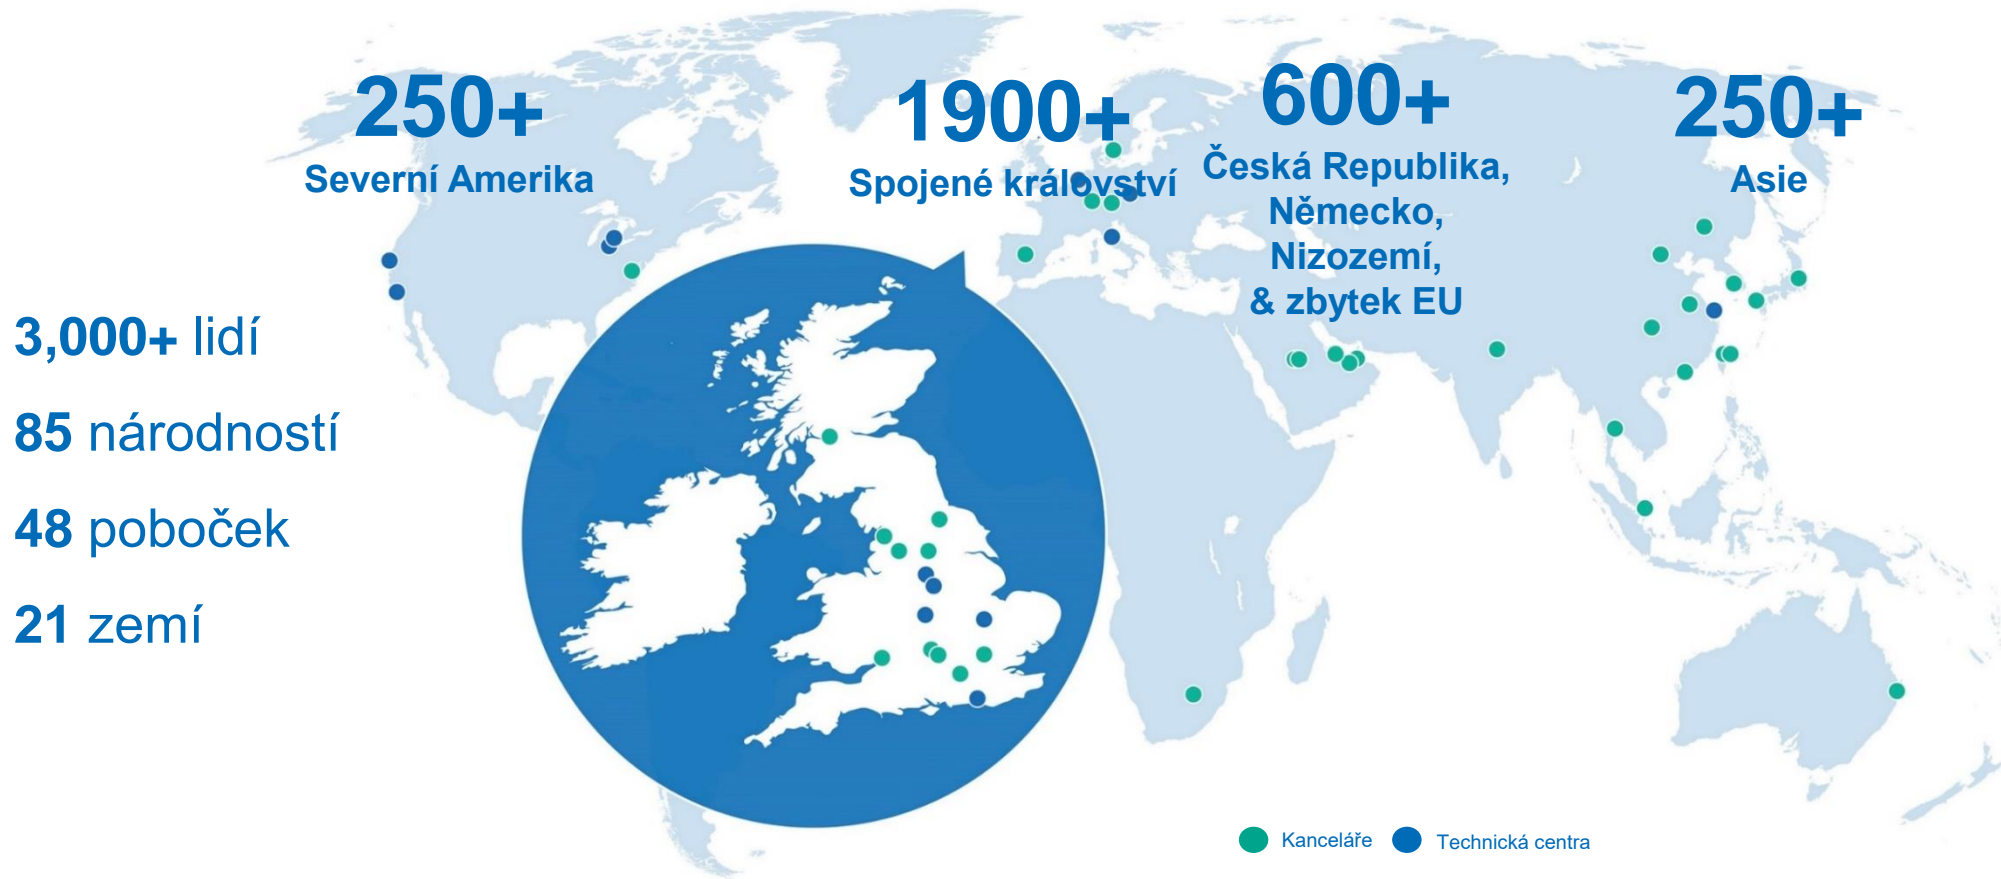 250+
Severní Amerika
1900+
Spojené království
600+
Česká Republika,
Německo,
Nizozemí,
& zbytek EU
250+
Asie
3,000+ lidí
85 národností
48 poboček
21 zemí
Kanceláře
Technická centra